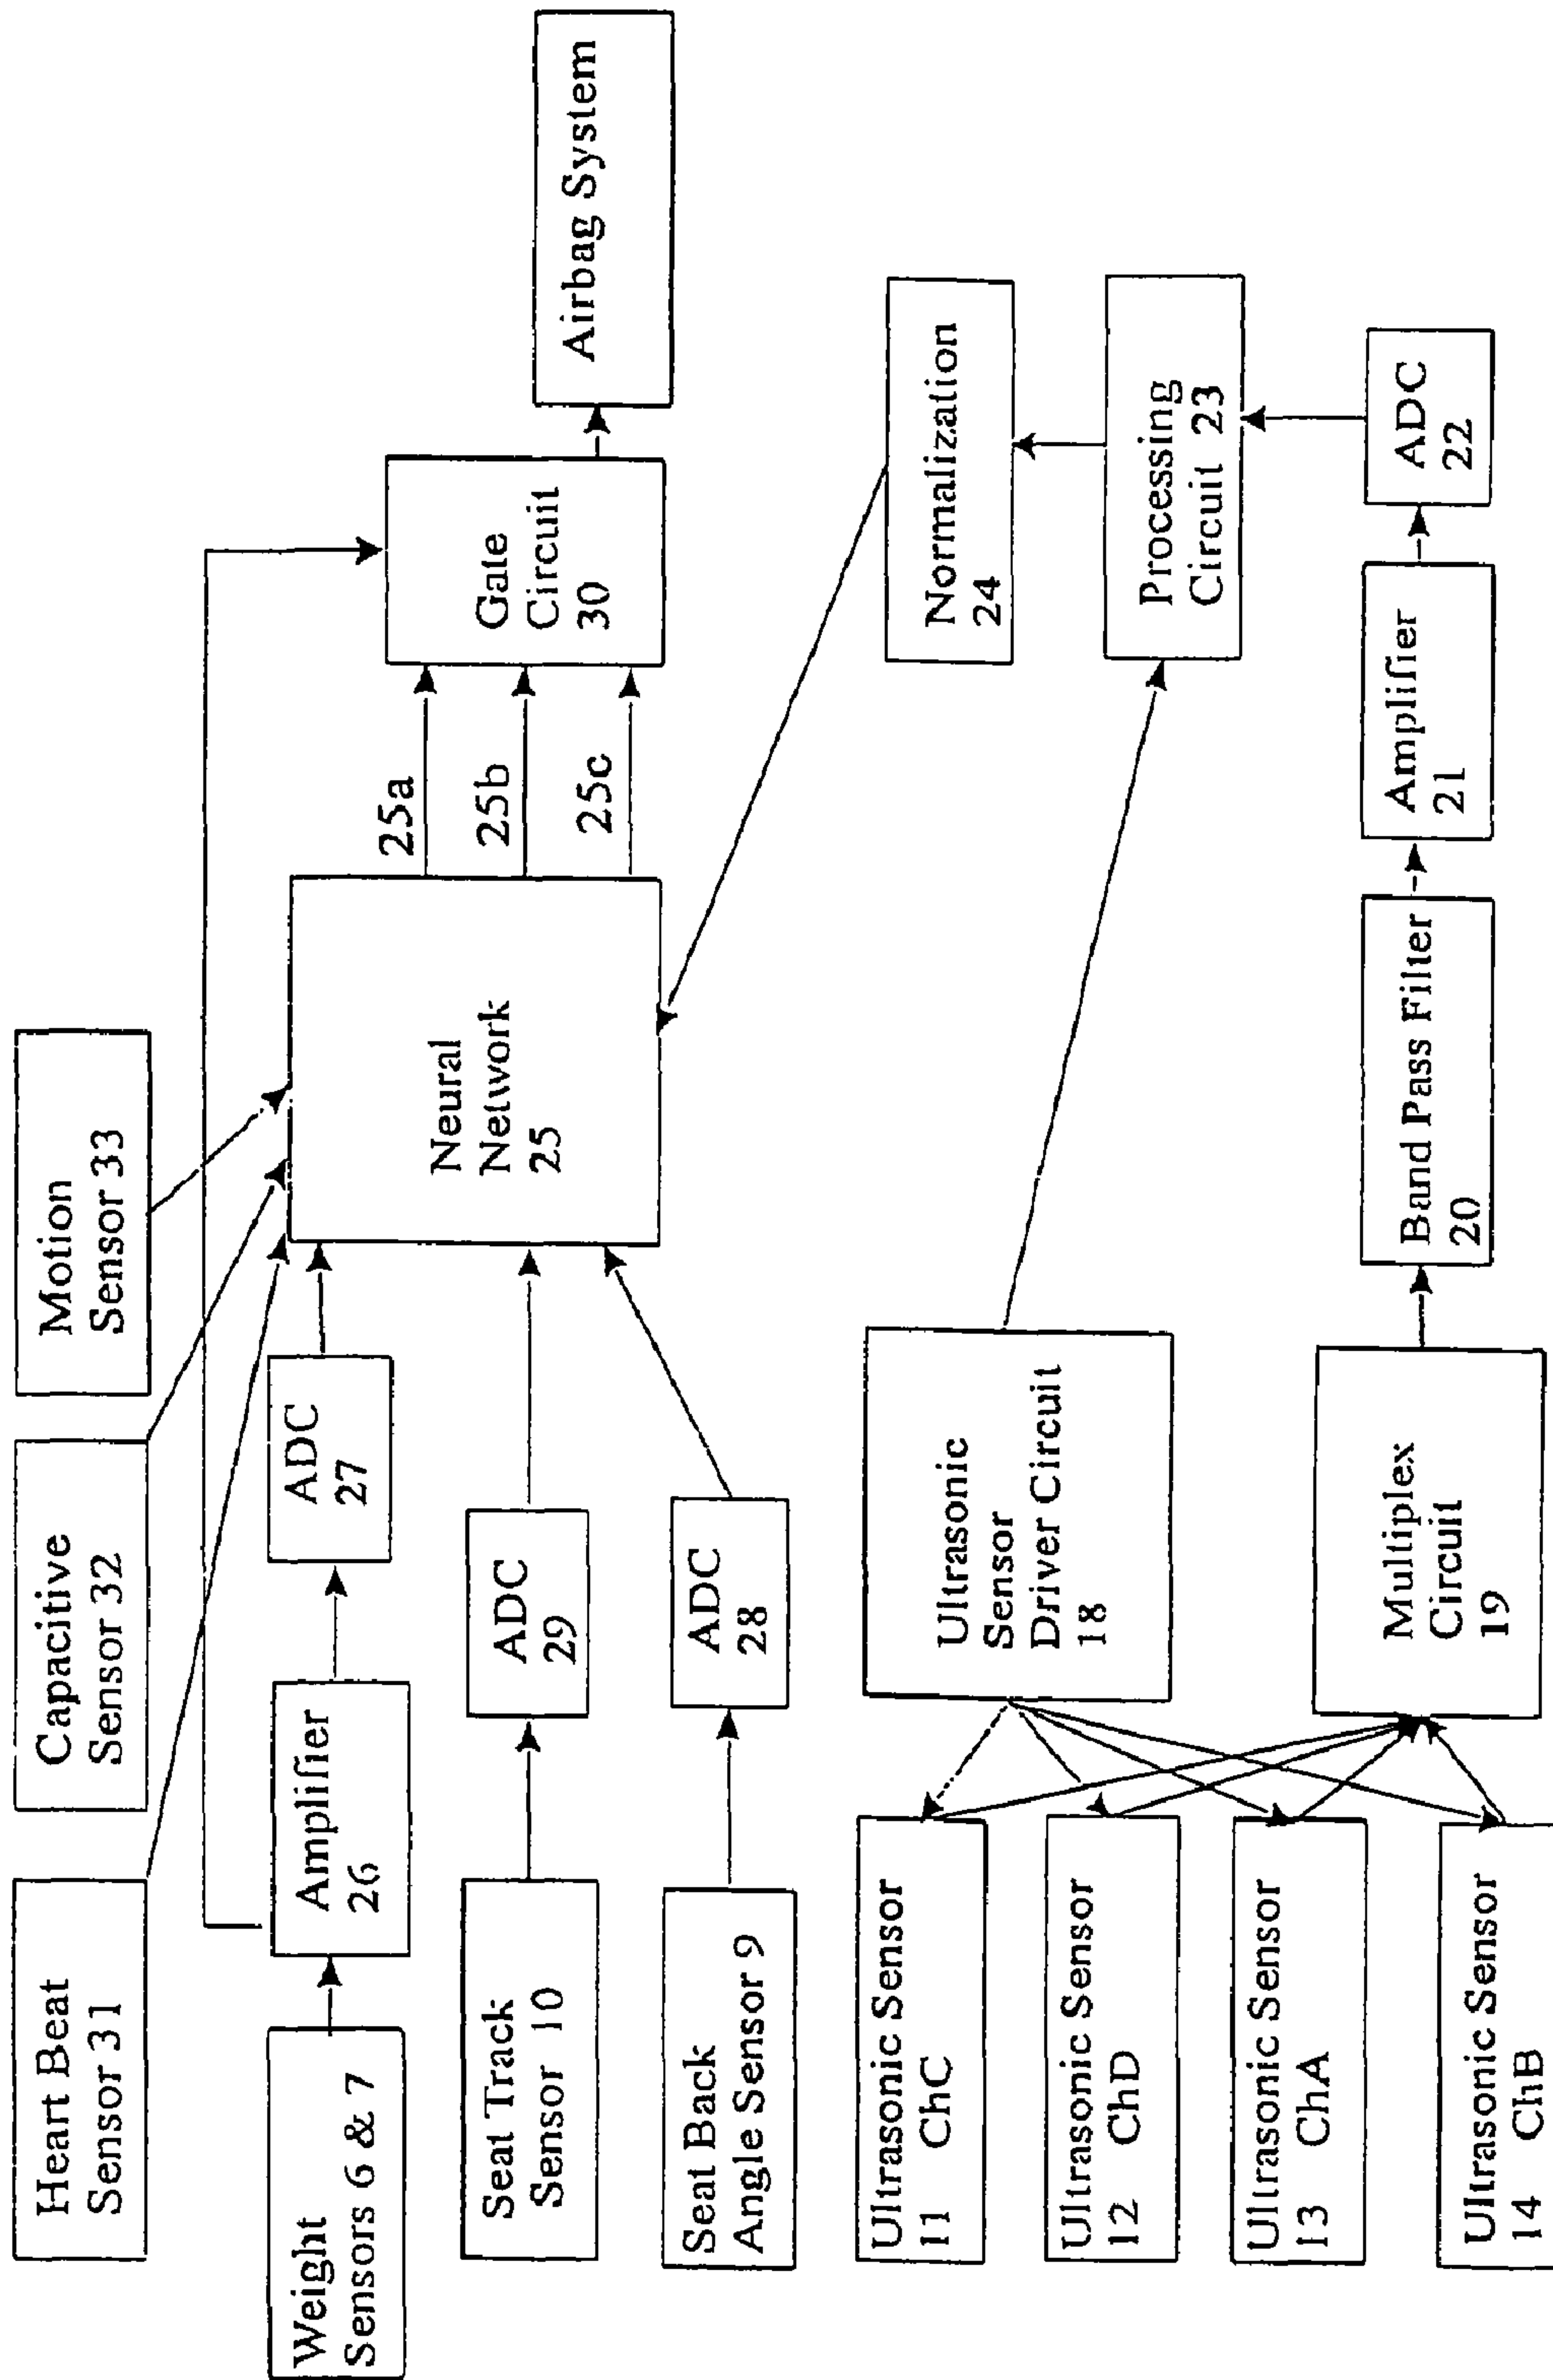 Heart Beat
Sensor 31
Capacitive
Sensor 32
Motion
Sensor 33
Weight
Sensors 6 & 7
Amplifier
26
ADC
27
Seat Track
Sensor 10
ADC
29
Seat Back
Angle Sensor 9
ADC
28
Neural
Network
25
25a
25b
25c
Gate
Circuit
30
Airbag System
Ultrasonic Sensor
11 ChC
Ultrasonic Sensor
12 ChD
Ultrasonic Sensor
13 ChA
Ultrasonic Sensor
14 ChB
Ultrasonic
Sensor
Driver Circuit
18
Multiplex
Circuit
19
Band Pass Filter
20
Amplifier
21
ADC
22
Processing
Circuit 23
Normalization
24